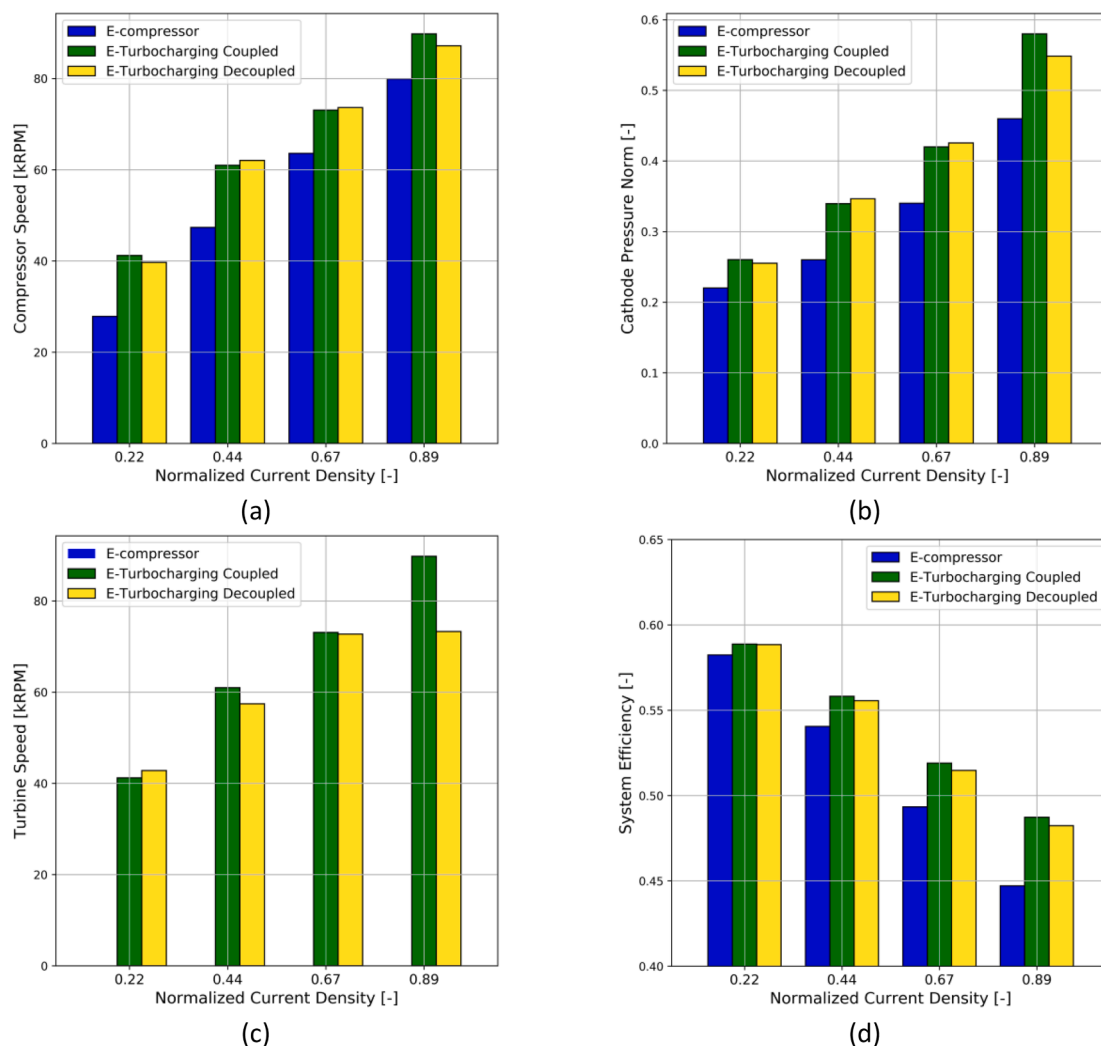 E-compressor
E-Turbocharging Coupled
E-Turbocharging Decoupled
Compressor Speed [kRPM]
80
60
40
20
0
0.22 0.44 0.67 0.89
Normalized Current Density [-]
(a)
E-compressor
E-Turbocharging Coupled
E-Turbocharging Decoupled
Cathode Pressure Norm [-]
0.6
0.5
0.4
0.3
0.2
0.1
0.0
0.22 0.44 0.67 0.89
Normalized Current Density [-]
(b)
E-compressor
E-Turbocharging Coupled
E-Turbocharging Decoupled
Turbine Speed [kRPM]
80
60
40
20
0
0.22 0.44 0.67 0.89
Normalized Current Density [-]
(c)
E-compressor
E-Turbocharging Coupled
E-Turbocharging Decoupled
System Efficiency [-]
0.65
0.60
0.55
0.50
0.45
0.40
0.22 0.44 0.67 0.89
Normalized Current Density [-]
(d)